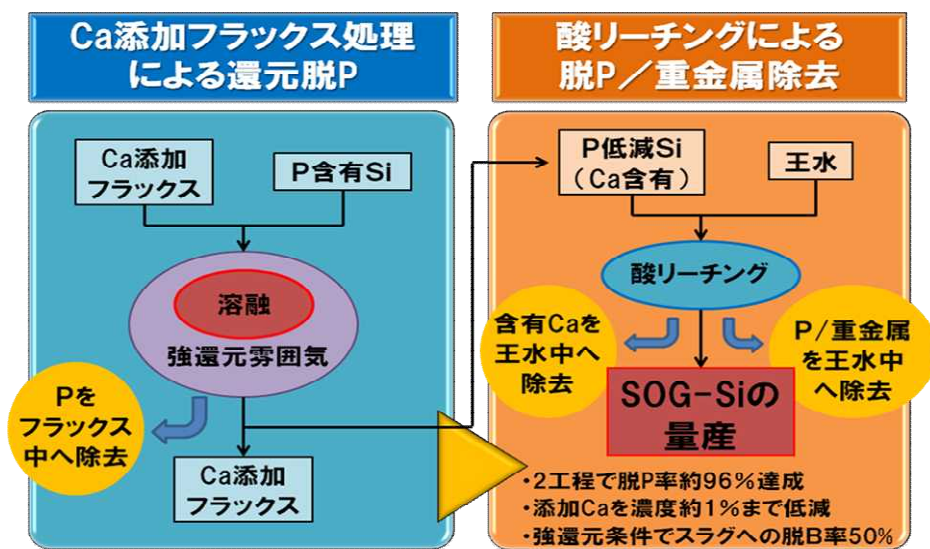 Ca添加フラックス処理
による還元脱P
Ca添加
フラックス
P含有Si
溶融
強還元雰囲気
Pを
フラックス
中へ除去
Ca添加
フラックス
酸リーチングによる
脱P/重金属除去
P低減Si
(Ca含有)
王水
酸リーチング
含有Caを
王水中へ
除去
P/重金属
を王水中
へ除去
SOG-Siの
量産
・2工程で脱P率約96%達成
・添加Caを濃度約1%まで低減
・強還元条件でスラグへの脱B率50%